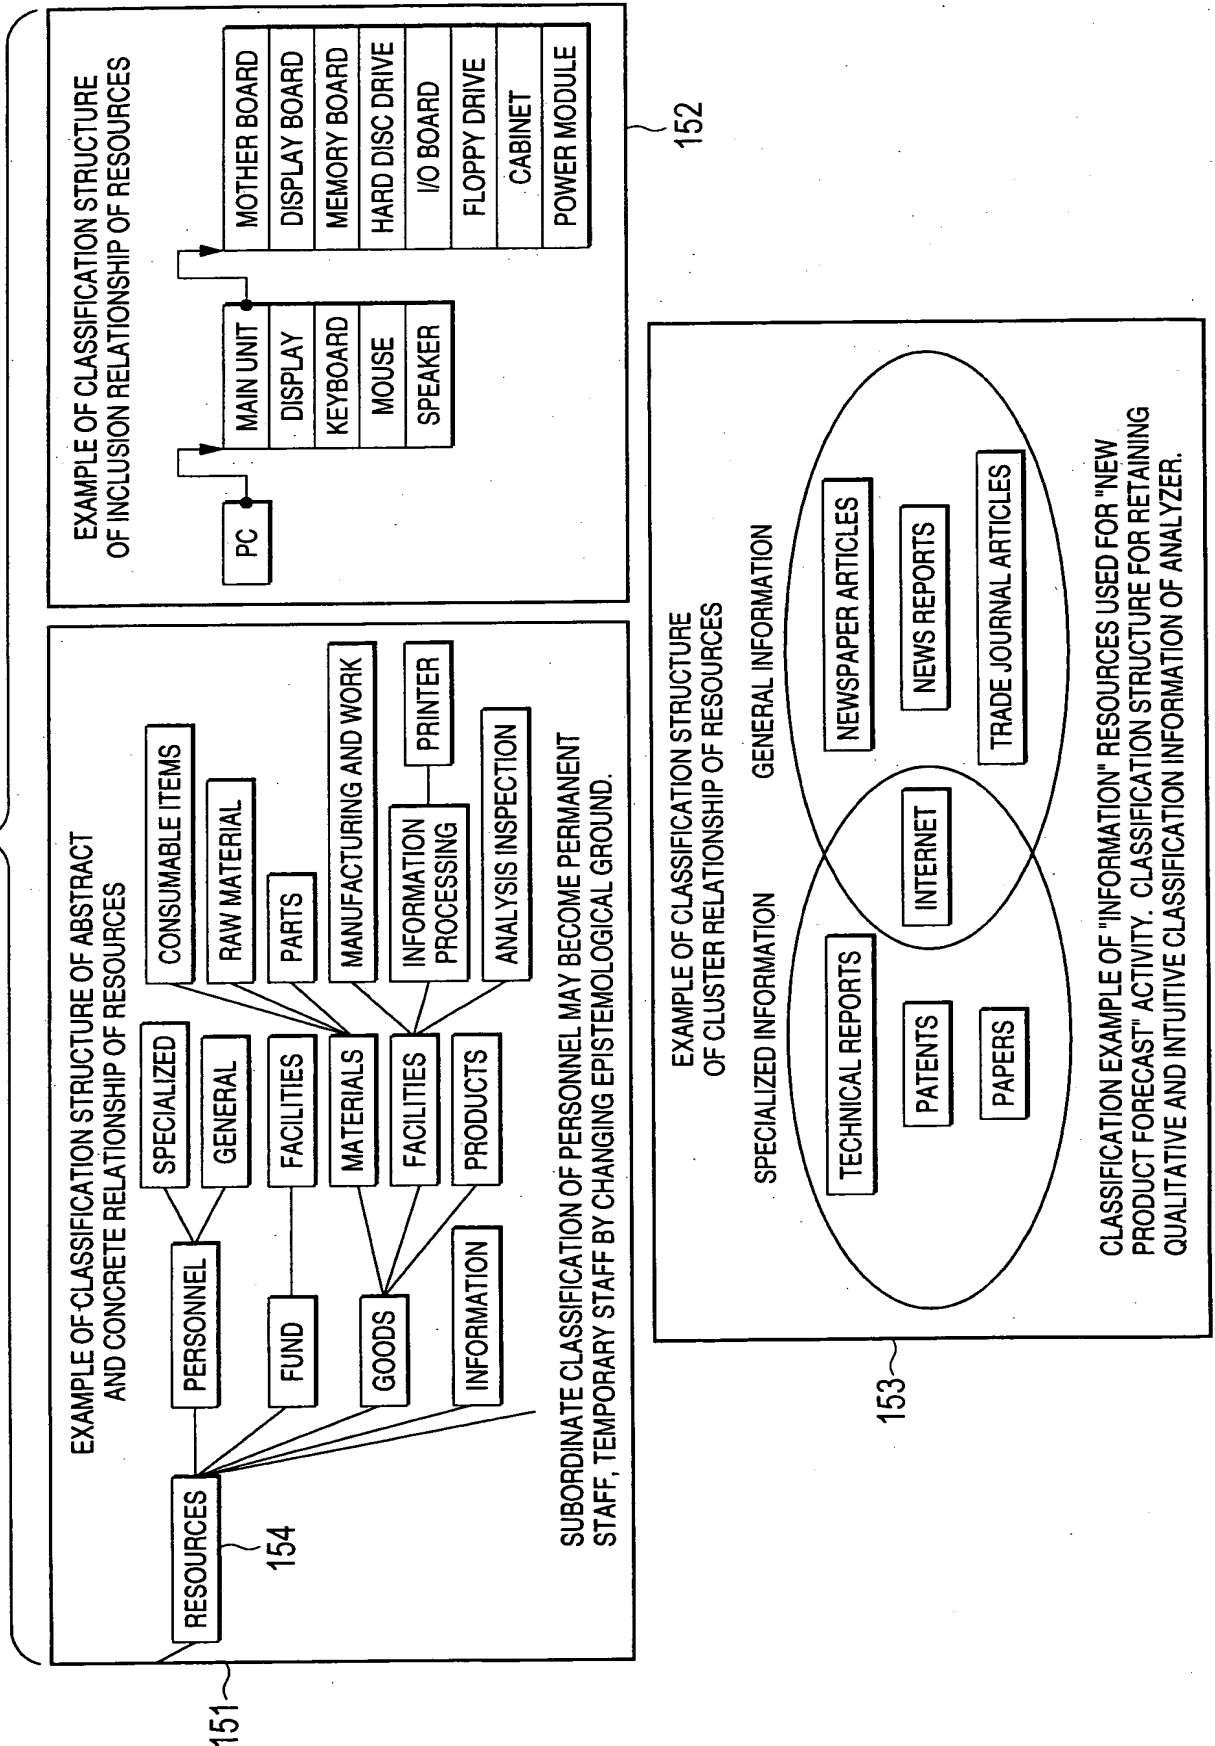 EXAMPLE OF CLASSIFICATION STRUCTURE OF ABSTRACT
AND CONCRETE RELATIONSHIP OF RESOURCES
RESOURCES
154
PERSONNEL
FUND
GOODS
INFORMATION
SPECIALIZED
GENERAL
FACILITIES
MATERIALS
FACILITIES
PRODUCTS
CONSUMABLE ITEMS
RAW MATERIAL
PARTS
MANUFACTURING AND WORK
INFORMATION
PROCESSING
PRINTER
ANALYSIS INSPECTION
SUBORDINATE CLASSIFICATION OF PERSONNEL MAY BECOME PERMANENT
STAFF, TEMPORARY STAFF BY CHANGING EPISTEMOLOGICAL GROUND.
151
EXAMPLE OF CLASSIFICATION STRUCTURE
OF INCLUSION RELATIONSHIP OF RESOURCES
PC
MAIN UNIT
DISPLAY
KEYBOARD
MOUSE
SPEAKER
MOTHER BOARD
DISPLAY BOARD
MEMORY BOARD
HARD DISC DRIVE
I/O BOARD
FLOPPY DRIVE
CABINET
POWER MODULE
152
EXAMPLE OF CLASSIFICATION STRUCTURE
OF CLUSTER RELATIONSHIP OF RESOURCES
SPECIALIZED INFORMATION
GENERAL INFORMATION
TECHNICAL REPORTS
PATENTS
PAPERS
INTERNET
NEWSPAPER ARTICLES
NEWS REPORTS
TRADE JOURNAL ARTICLES
CLASSIFICATION EXAMPLE OF "INFORMATION" RESOURCES USED FOR "NEW
PRODUCT FORECAST" ACTIVITY. CLASSIFICATION STRUCTURE FOR RETAINING
QUALITATIVE AND INTUITIVE CLASSIFICATION INFORMATION OF ANALYZER.
153